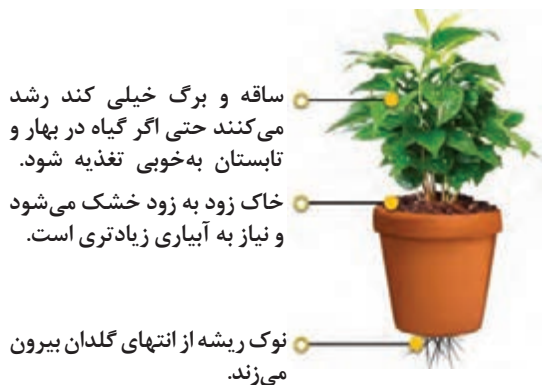 ساقه و برگ خیلی کند رشد
می‌کنند حتی اگر گیاه در بهار و
تابستان به‌خوبی تغذیه شود.
خاک زود به زود خشک می‌شود
و نیاز به آبیاری زیادتری است.
نوک ریشه از انتهای گلدان بیرون
می‌زند.